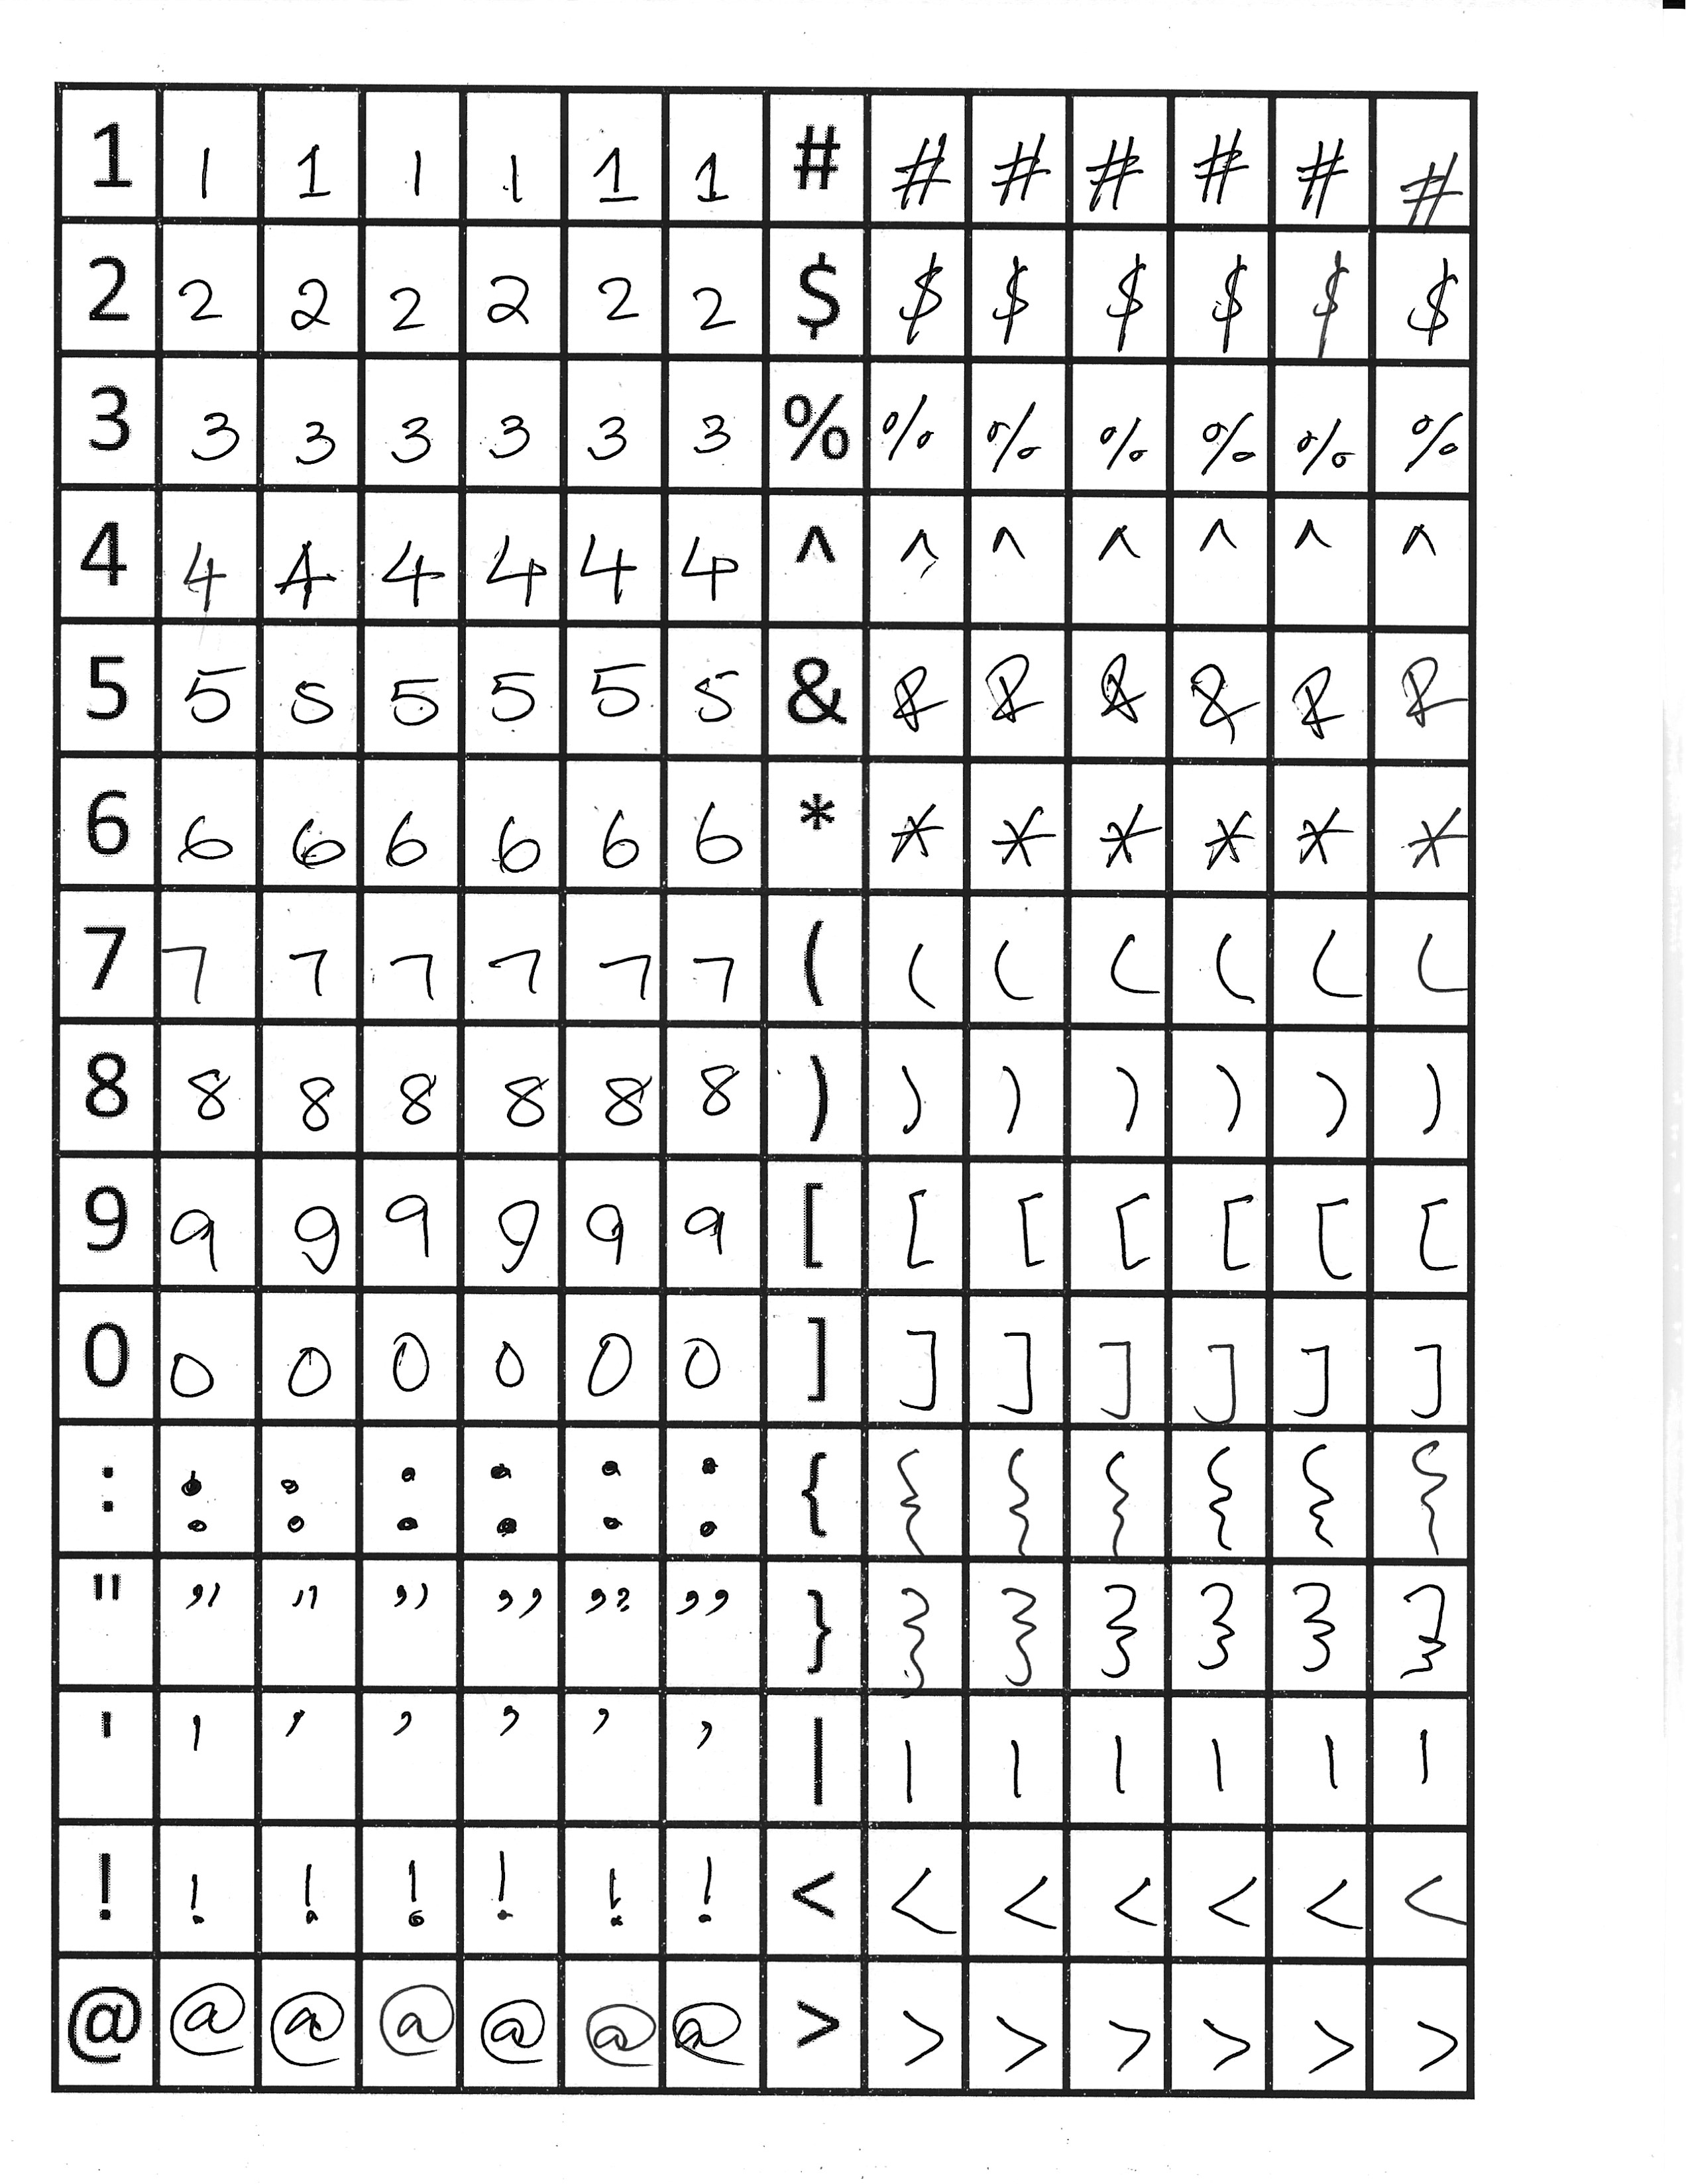 1 1 1 1 1 1 1 # # # # # # #
2 2 2 2 2 2 2 $ $ $ $ $ $ $
3 3 3 3 3 3 3 % % % % % % %
4 4 4 4 4 4 4 ^ ^ ^ ^ ^ ^ ^
5 5 5 5 5 5 5 & & & & & & &
6 6 6 6 6 6 6 * * * * * * *
7 7 7 7 7 7 7 ( ( ( ( ( ( (
8 8 8 8 8 8 8 ) ) ) ) ) ) )
9 9 9 9 9 9 9 [ [ [ [ [ [ [
0 0 0 0 0 0 0 ] ] ] ] ] ] ]
: : : : : : : { { { { { { {
" " " " " " " } } } } } } }
' ' ' ' ' ' ' | | | | | | |
! ! ! ! ! ! ! < < < < < < <
@ @ @ @ @ @ @ > > > > > > >